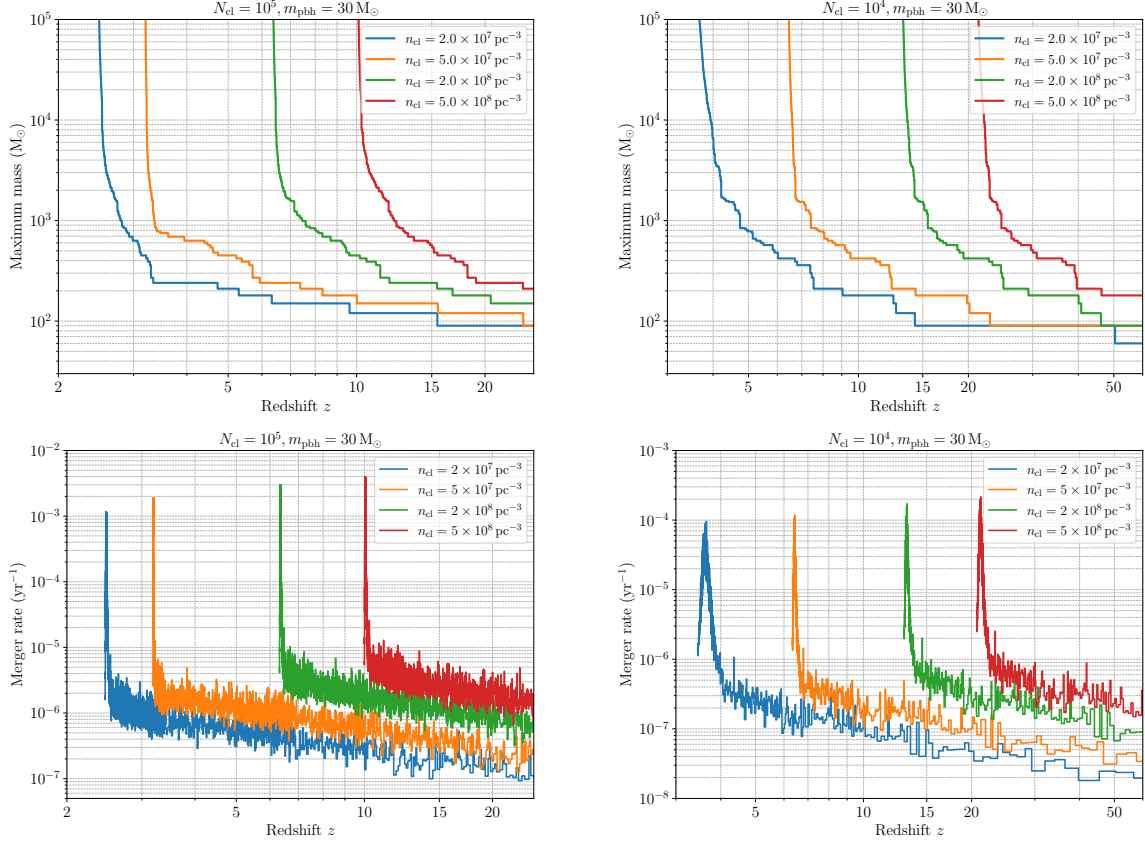 N_cl = 10^5, m_pbh = 30 M_⊙
Maximum mass (M_⊙)
10^5
10^4
10^3
10^2
n_cl = 2.0 × 10^7 pc^−3
n_cl = 5.0 × 10^7 pc^−3
n_cl = 2.0 × 10^8 pc^−3
n_cl = 5.0 × 10^8 pc^−3
2 5 10 15 20
Redshift z
N_cl = 10^4, m_pbh = 30 M_⊙
Maximum mass (M_⊙)
10^5
10^4
10^3
10^2
n_cl = 2.0 × 10^7 pc^−3
n_cl = 5.0 × 10^7 pc^−3
n_cl = 2.0 × 10^8 pc^−3
n_cl = 5.0 × 10^8 pc^−3
5 10 15 20 50
Redshift z
N_cl = 10^5, m_pbh = 30 M_⊙
Merger rate (yr^−1)
10^−2
10^−3
10^−4
10^−5
10^−6
10^−7
n_cl = 2 × 10^7 pc^−3
n_cl = 5 × 10^7 pc^−3
n_cl = 2 × 10^8 pc^−3
n_cl = 5 × 10^8 pc^−3
2 5 10 15 20
Redshift z
N_cl = 10^4, m_pbh = 30 M_⊙
Merger rate (yr^−1)
10^−3
10^−4
10^−5
10^−6
10^−7
10^−8
n_cl = 2 × 10^7 pc^−3
n_cl = 5 × 10^7 pc^−3
n_cl = 2 × 10^8 pc^−3
n_cl = 5 × 10^8 pc^−3
5 10 15 20 50
Redshift z